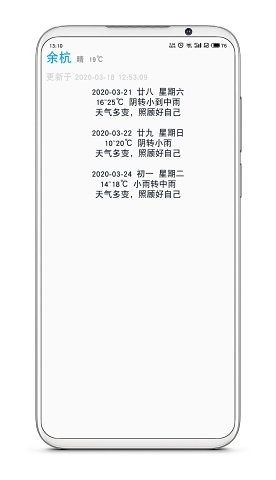 13:10
76
余杭 晴 19℃
更新于 2020-03-18 12:53:09
2020-03-21 廿八 星期六
16~25℃ 阴转小到中雨
天气多变，照顾好自己
2020-03-22 廿九 星期日
10~20℃ 阴转小雨
天气多变，照顾好自己
2020-03-24 初一 星期二
14~18℃ 小雨转中雨
天气多变，照顾好自己